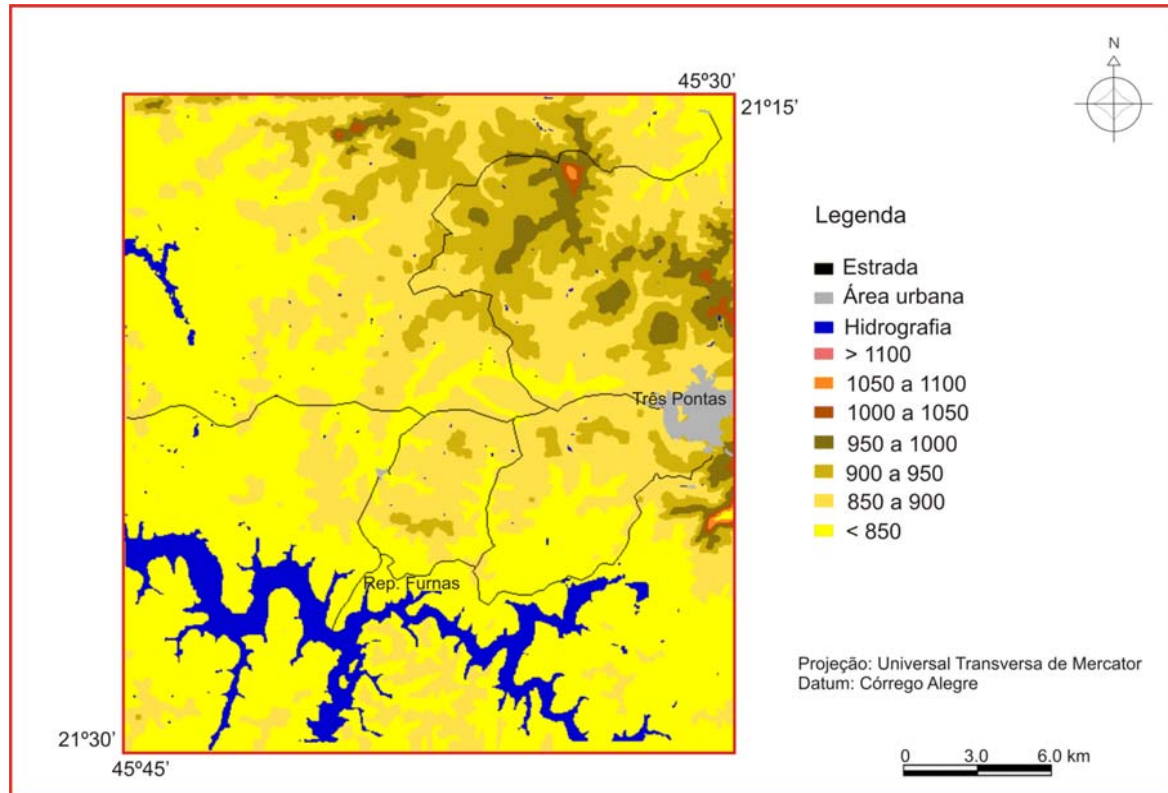 45º30’
21º15’
N
Legenda
Estrada
Área urbana
Hidrografia
> 1100
1050 a 1100
1000 a 1050
950 a 1000
900 a 950
850 a 900
< 850
Três Pontas
Rep. Furnas
Projeção: Universal Transversa de Mercator
Datum: Córrego Alegre
21º30’
45º45’
0 3.0 6.0 km